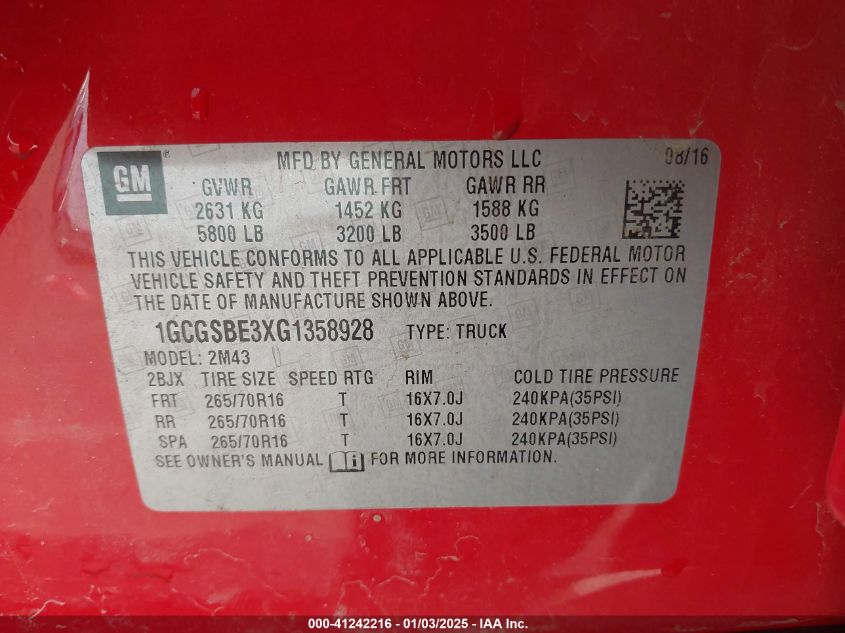 GM
®
MFD BY GENERAL MOTORS LLC 08/16
GVWR GAWR FRT GAWR RR
2631 KG 1452 KG 1588 KG
5800 LB 3200 LB 3500 LB
THIS VEHICLE CONFORMS TO ALL APPLICABLE U.S. FEDERAL MOTOR
VEHICLE SAFETY AND THEFT PREVENTION STANDARDS IN EFFECT ON
THE DATE OF MANUFACTURE SHOWN ABOVE.
1GCGSBE3XG1358928 TYPE: TRUCK
MODEL: 2M43
2BJX TIRE SIZE SPEED RTG RIM COLD TIRE PRESSURE
FRT 265/70R16 T 16X7.0J 240KPA(35PSI)
RR 265/70R16 T 16X7.0J 240KPA(35PSI)
SPA 265/70R16 T 16X7.0J 240KPA(35PSI)
SEE OWNER'S MANUAL i FOR MORE INFORMATION.
000-41242216 - 01/03/2025 - IAA Inc.